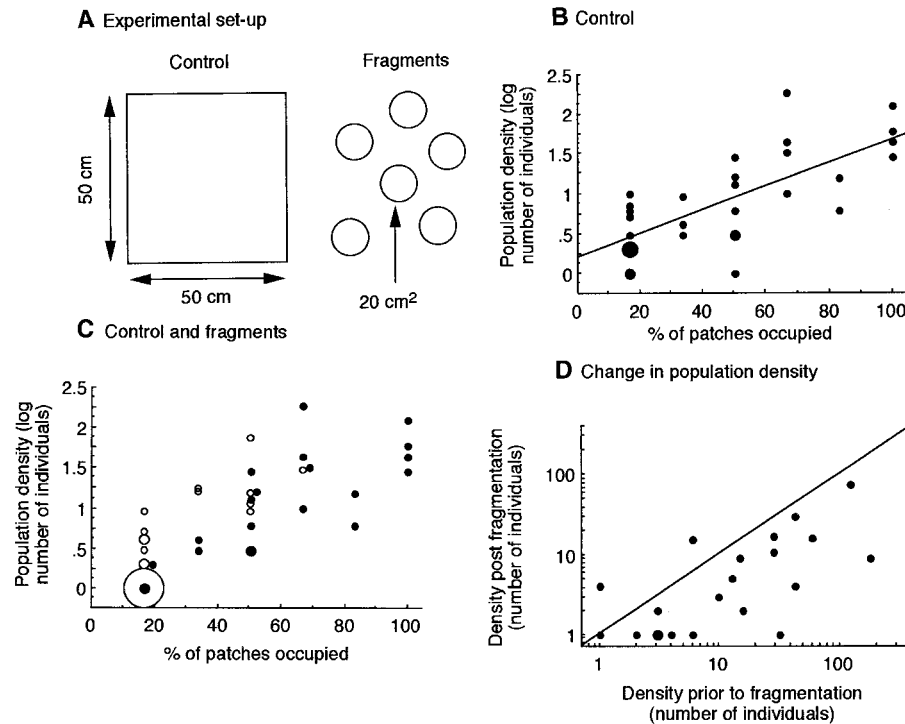 A Experimental set-up
Control
Fragments
50 cm
50 cm
20 cm²
B Control
Population density (log
number of individuals)
2.5
2
1.5
1
.5
0
0 20 40 60 80 100
% of patches occupied
C Control and fragments
Population density (log
number of individuals)
2.5
2
1.5
1
.5
0
0 20 40 60 80 100
% of patches occupied
D Change in population density
Density post fragmentation
(number of individuals)
100
10
1
1 10 100
Density prior to fragmentation
(number of individuals)